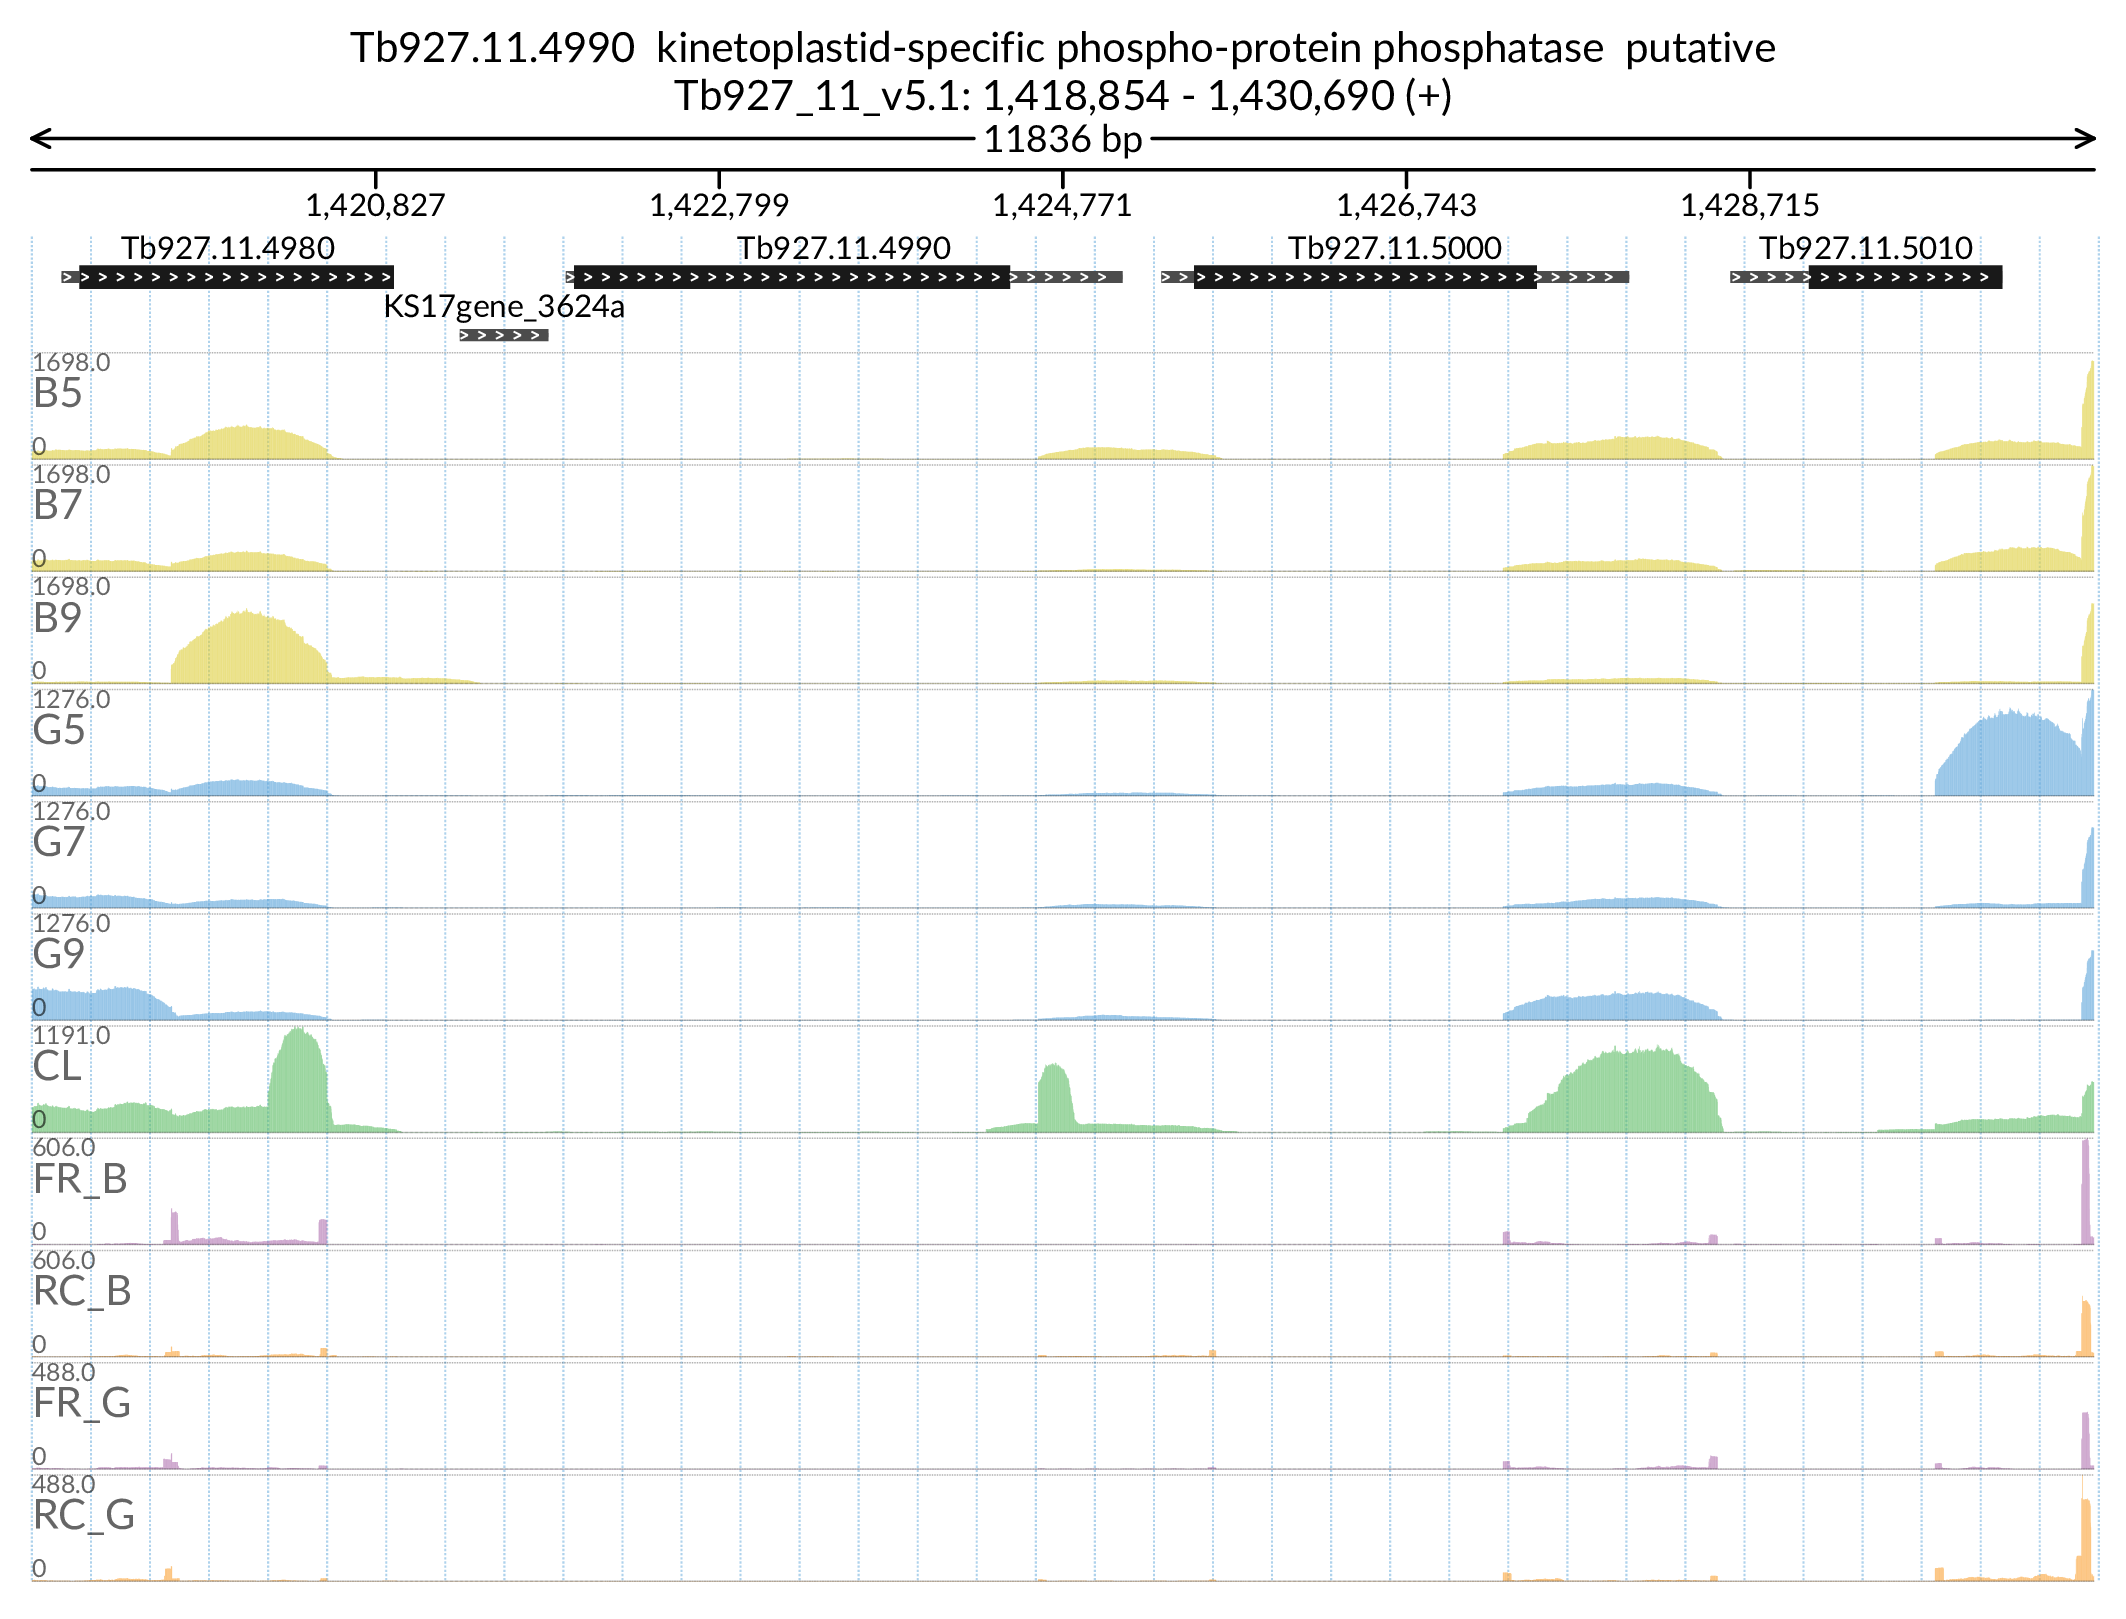 Tb927.11.4990  kinetoplastid-specific phospho-protein phosphatase  putative
Tb927_11_v5.1: 1,418,854 - 1,430,690 (+)
11836 bp
1,420,827 1,422,799 1,424,771 1,426,743 1,428,715
Tb927.11.4980 Tb927.11.4990 Tb927.11.5000 Tb927.11.5010
KS17gene_3624a
1698.0
B5
0
1698.0
B7
0
1698.0
B9
0
1276.0
G5
0
1276.0
G7
0
1276.0
G9
0
1191.0
CL
0
606.0
FR_B
0
606.0
RC_B
0
488.0
FR_G
0
488.0
RC_G
0